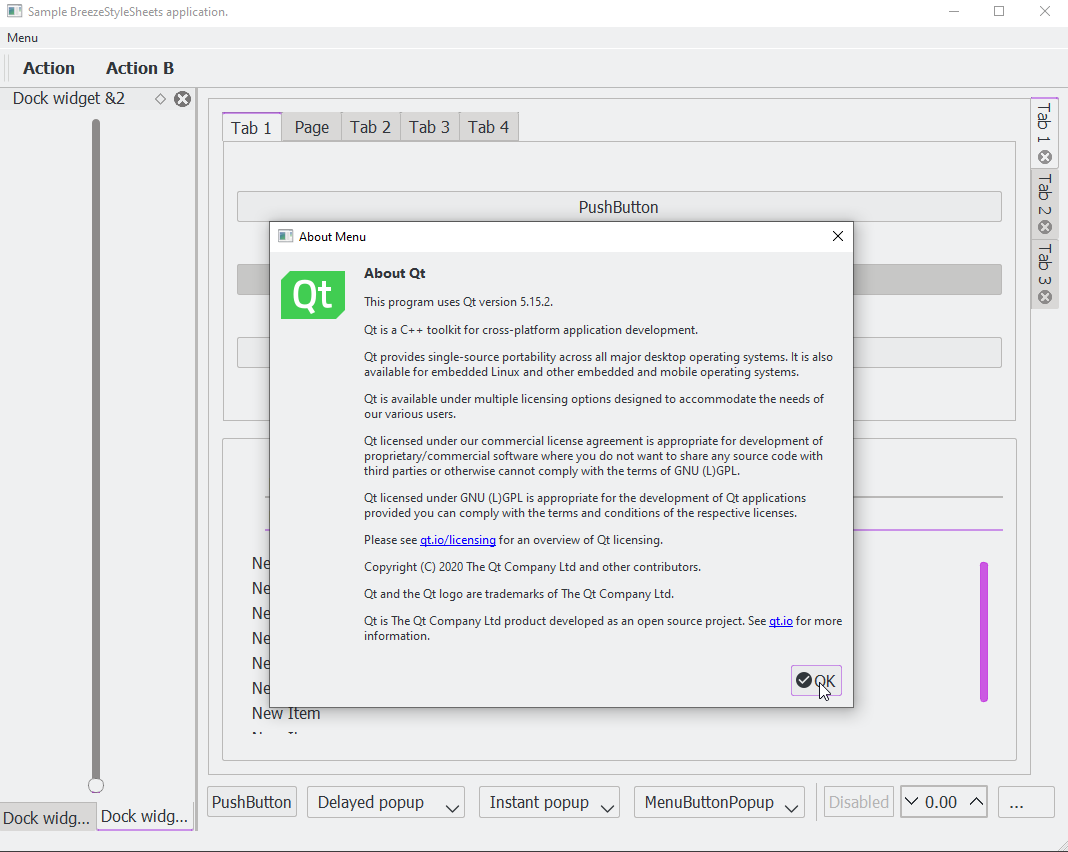 Sample BreezeStyleSheets application.
Menu
Action Action B
Dock widget &2
Tab 1 Page Tab 2 Tab 3 Tab 4
Tab 1
Tab 2
Tab 3
PushButton
About Menu
Qt
About Qt
This program uses Qt version 5.15.2.
Qt is a C++ toolkit for cross-platform application development.
Qt provides single-source portability across all major desktop operating systems. It is also
available for embedded Linux and other embedded and mobile operating systems.
Qt is available under multiple licensing options designed to accommodate the needs of
our various users.
Qt licensed under our commercial license agreement is appropriate for development of
proprietary/commercial software where you do not want to share any source code with
third parties or otherwise cannot comply with the terms of GNU (L)GPL.
Qt licensed under GNU (L)GPL is appropriate for the development of Qt applications
provided you can comply with the terms and conditions of the respective licenses.
Please see qt.io/licensing for an overview of Qt licensing.
Copyright (C) 2020 The Qt Company Ltd and other contributors.
Qt and the Qt logo are trademarks of The Qt Company Ltd.
Qt is The Qt Company Ltd product developed as an open source project. See qt.io for more
information.
OK
Ne
Ne
Ne
Ne
Ne
Ne
New Item
Dock widg... Dock widg...
PushButton Delayed popup Instant popup MenuButtonPopup Disabled 0.00 ...